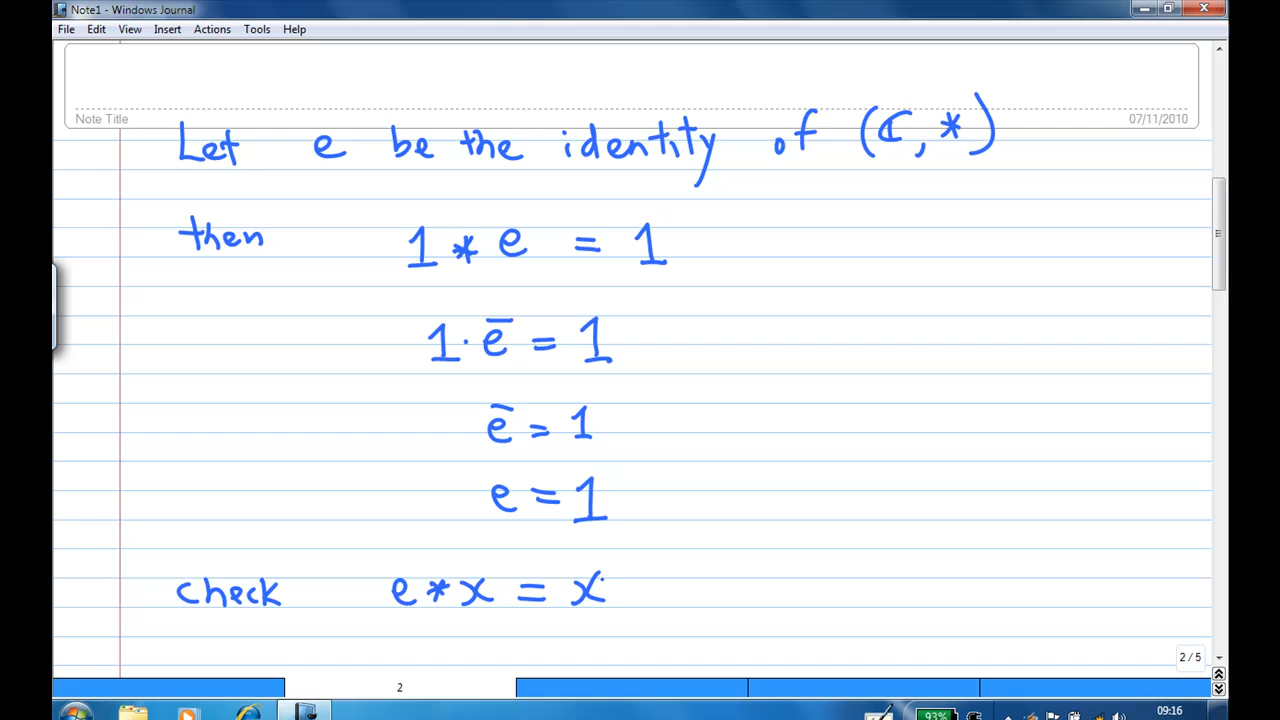 Note1 - Windows Journal
File Edit View Insert Actions Tools Help
Note Title
07/11/2010
Let e be the identity of (ℂ, *)
then 1 * e = 1
1 · e̅ = 1
e̅ = 1
e = 1
check e * x = x
2 / 5
2
93%
09:16